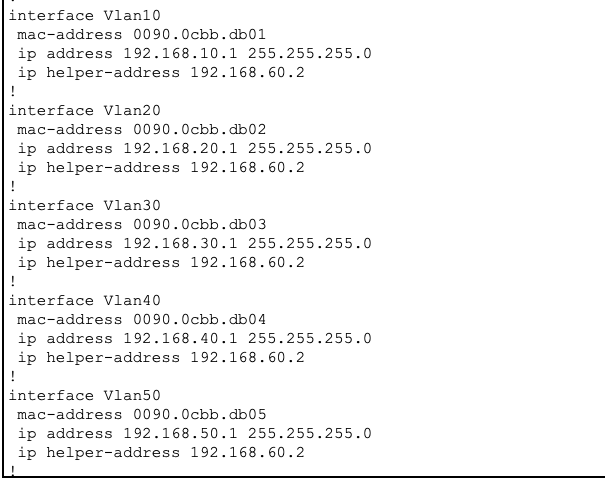 interface Vlan10
mac-address 0090.0cbb.db01
ip address 192.168.10.1 255.255.255.0
ip helper-address 192.168.60.2
!
interface Vlan20
mac-address 0090.0cbb.db02
ip address 192.168.20.1 255.255.255.0
ip helper-address 192.168.60.2
!
interface Vlan30
mac-address 0090.0cbb.db03
ip address 192.168.30.1 255.255.255.0
ip helper-address 192.168.60.2
!
interface Vlan40
mac-address 0090.0cbb.db04
ip address 192.168.40.1 255.255.255.0
ip helper-address 192.168.60.2
!
interface Vlan50
mac-address 0090.0cbb.db05
ip address 192.168.50.1 255.255.255.0
ip helper-address 192.168.60.2
!